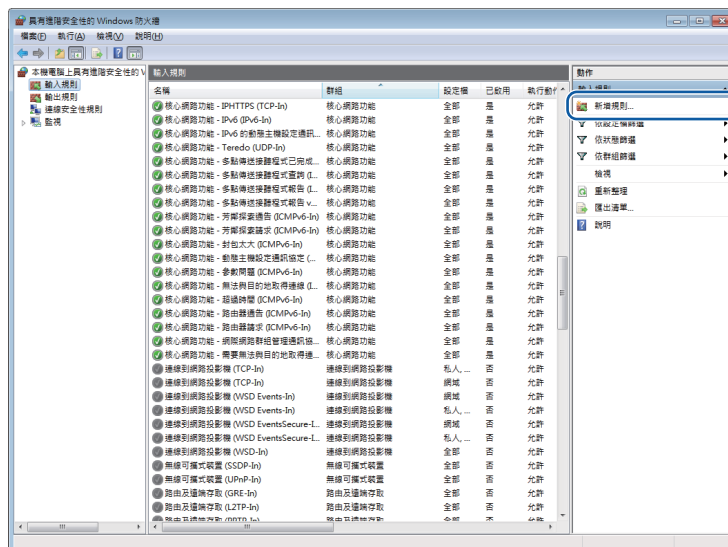 具有進階安全性的 Windows 防火牆
檔案(F) 執行(A) 檢視(V) 說明(H)
本機電腦上具有進階安全性的 W
輸入規則
輸出規則
連線安全性規則
監視
輸入規則
名稱 群組 設定檔 已啟用 執行動作
核心網路功能 - IPHTTPS (TCP-In) 核心網路功能 全部 是 允許
核心網路功能 - IPv6 (IPv6-In) 核心網路功能 全部 是 允許
核心網路功能 - IPv6 的動態主機設定通訊... 核心網路功能 全部 是 允許
核心網路功能 - Teredo (UDP-In) 核心網路功能 全部 是 允許
核心網路功能 - 多點傳送接聽程式已完成... 核心網路功能 全部 是 允許
核心網路功能 - 多點傳送接聽程式查詢 (I... 核心網路功能 全部 是 允許
核心網路功能 - 多點傳送接聽程式報告 (I... 核心網路功能 全部 是 允許
核心網路功能 - 多點傳送接聽程式報告 v... 核心網路功能 全部 是 允許
核心網路功能 - 芳鄰探索通告 (ICMPv6-In) 核心網路功能 全部 是 允許
核心網路功能 - 芳鄰探索請求 (ICMPv6-In) 核心網路功能 全部 是 允許
核心網路功能 - 封包太大 (ICMPv6-In) 核心網路功能 全部 是 允許
核心網路功能 - 動態主機設定通訊協定 (... 核心網路功能 全部 是 允許
核心網路功能 - 參數問題 (ICMPv6-In) 核心網路功能 全部 是 允許
核心網路功能 - 無法與目的地取得連線 (I... 核心網路功能 全部 是 允許
核心網路功能 - 超過時間 (ICMPv6-In) 核心網路功能 全部 是 允許
核心網路功能 - 路由器通告 (ICMPv6-In) 核心網路功能 全部 是 允許
核心網路功能 - 路由器請求 (ICMPv6-In) 核心網路功能 全部 是 允許
核心網路功能 - 網際網路群組管理通訊協... 核心網路功能 全部 是 允許
核心網路功能 - 需要無法與目的地取得連... 核心網路功能 全部 是 允許
連線到網路投影機 (TCP-In) 連線到網路投影機 私人, ... 否 允許
連線到網路投影機 (TCP-In) 連線到網路投影機 網域 否 允許
連線到網路投影機 (WSD Events-In) 連線到網路投影機 網域 否 允許
連線到網路投影機 (WSD Events-In) 連線到網路投影機 私人, ... 否 允許
連線到網路投影機 (WSD EventsSecure-I... 連線到網路投影機 網域 否 允許
連線到網路投影機 (WSD EventsSecure-I... 連線到網路投影機 私人, ... 否 允許
連線到網路投影機 (WSD-In) 連線到網路投影機 全部 否 允許
無線可攜式裝置 (SSDP-In) 無線可攜式裝置 全部 否 允許
無線可攜式裝置 (UPnP-In) 無線可攜式裝置 全部 否 允許
路由及遠端存取 (GRE-In) 路由及遠端存取 全部 否 允許
路由及遠端存取 (L2TP-In) 路由及遠端存取 全部 否 允許
路由及遠端存取 (PPTP-In) 路由及遠端存取 全部 否 允許
動作
輸入規則
新增規則...
依設定檔篩選
依狀態篩選
依群組篩選
檢視
重新整理
匯出清單...
說明